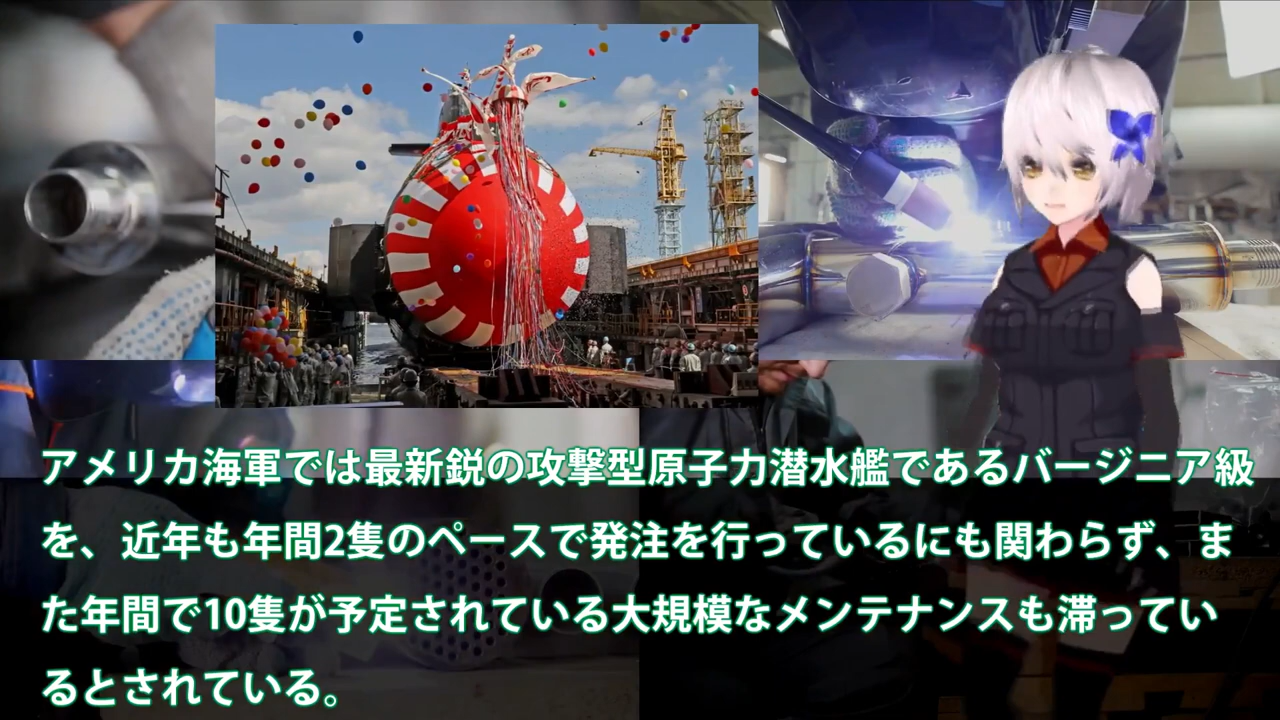 アメリカ海軍では最新鋭の攻撃型原子力潜水艦であるバージニア級
を、近年も年間2隻のペースで発注を行っているにも関わらず、ま
た年間で10隻が予定されている大規模なメンテナンスも滞ってい
るとされている。